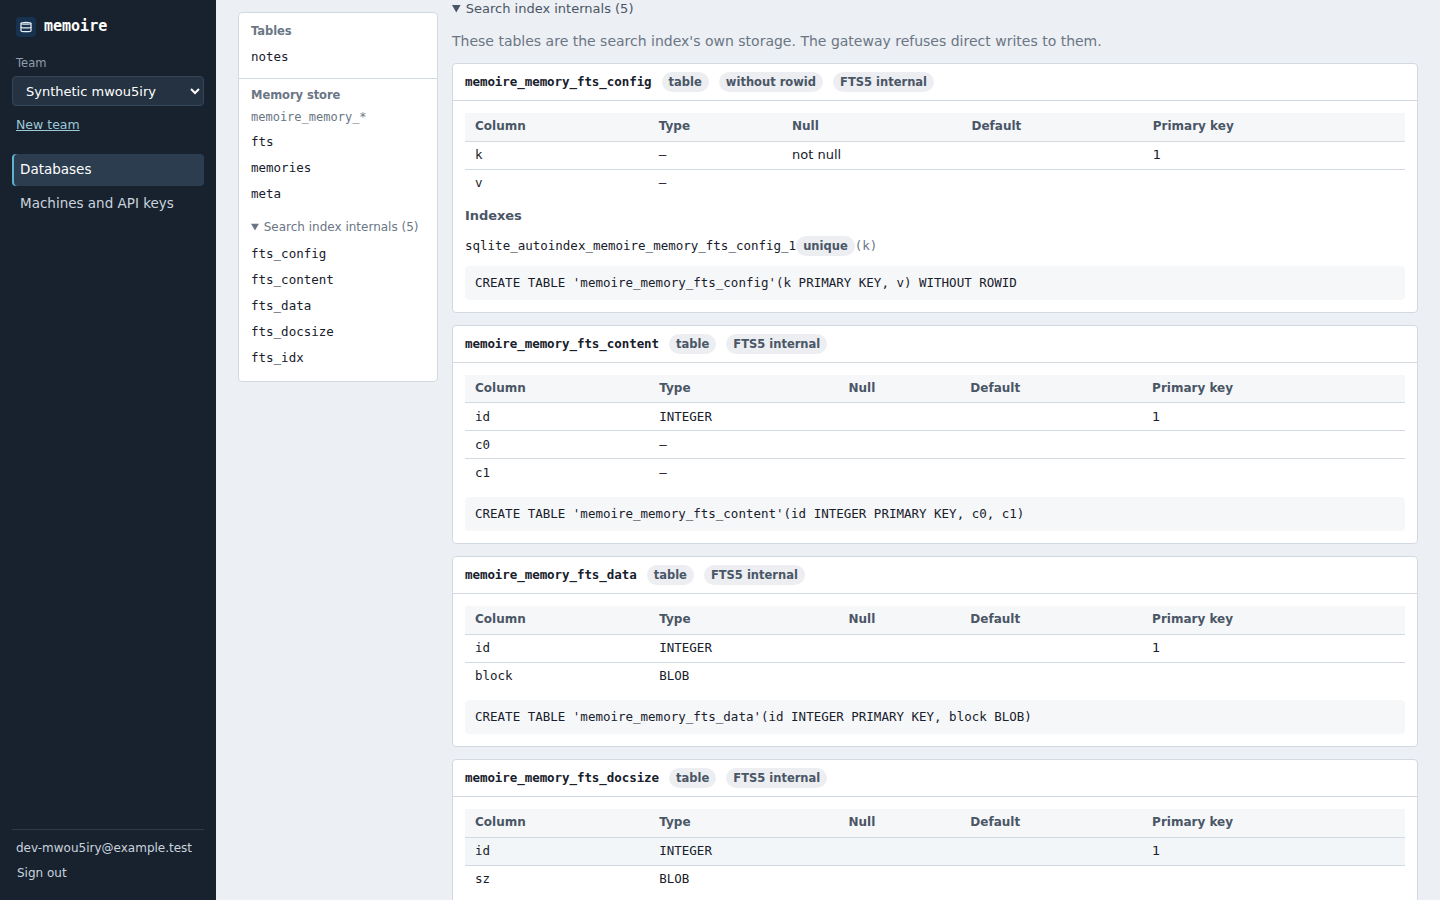 memoire
Team
Synthetic mwou5iry
New team
Databases
Machines and API keys
dev-mwou5iry@example.test
Sign out
Tables
notes
Memory store
memoire_memory_*
fts
memories
meta
Search index internals (5)
fts_config
fts_content
fts_data
fts_docsize
fts_idx
Search index internals (5)
These tables are the search index's own storage. The gateway refuses direct writes to them.
memoire_memory_fts_config table without rowid FTS5 internal
Column Type Null Default Primary key
k — not null 1
v —
Indexes
sqlite_autoindex_memoire_memory_fts_config_1 unique (k)
CREATE TABLE 'memoire_memory_fts_config'(k PRIMARY KEY, v) WITHOUT ROWID
memoire_memory_fts_content table FTS5 internal
Column Type Null Default Primary key
id INTEGER 1
c0 —
c1 —
CREATE TABLE 'memoire_memory_fts_content'(id INTEGER PRIMARY KEY, c0, c1)
memoire_memory_fts_data table FTS5 internal
Column Type Null Default Primary key
id INTEGER 1
block BLOB
CREATE TABLE 'memoire_memory_fts_data'(id INTEGER PRIMARY KEY, block BLOB)
memoire_memory_fts_docsize table FTS5 internal
Column Type Null Default Primary key
id INTEGER 1
sz BLOB